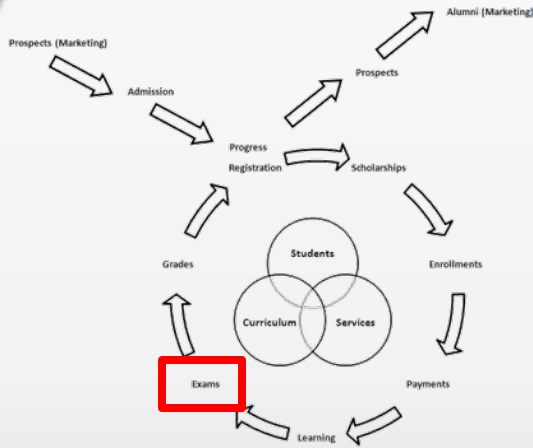 Alumni (Marketing)
Prospects (Marketing)
Prospects
Admission
Progress
Registration
Scholarships
Students
Grades
Enrollments
Curriculum
Services
Exams
Payments
Learning